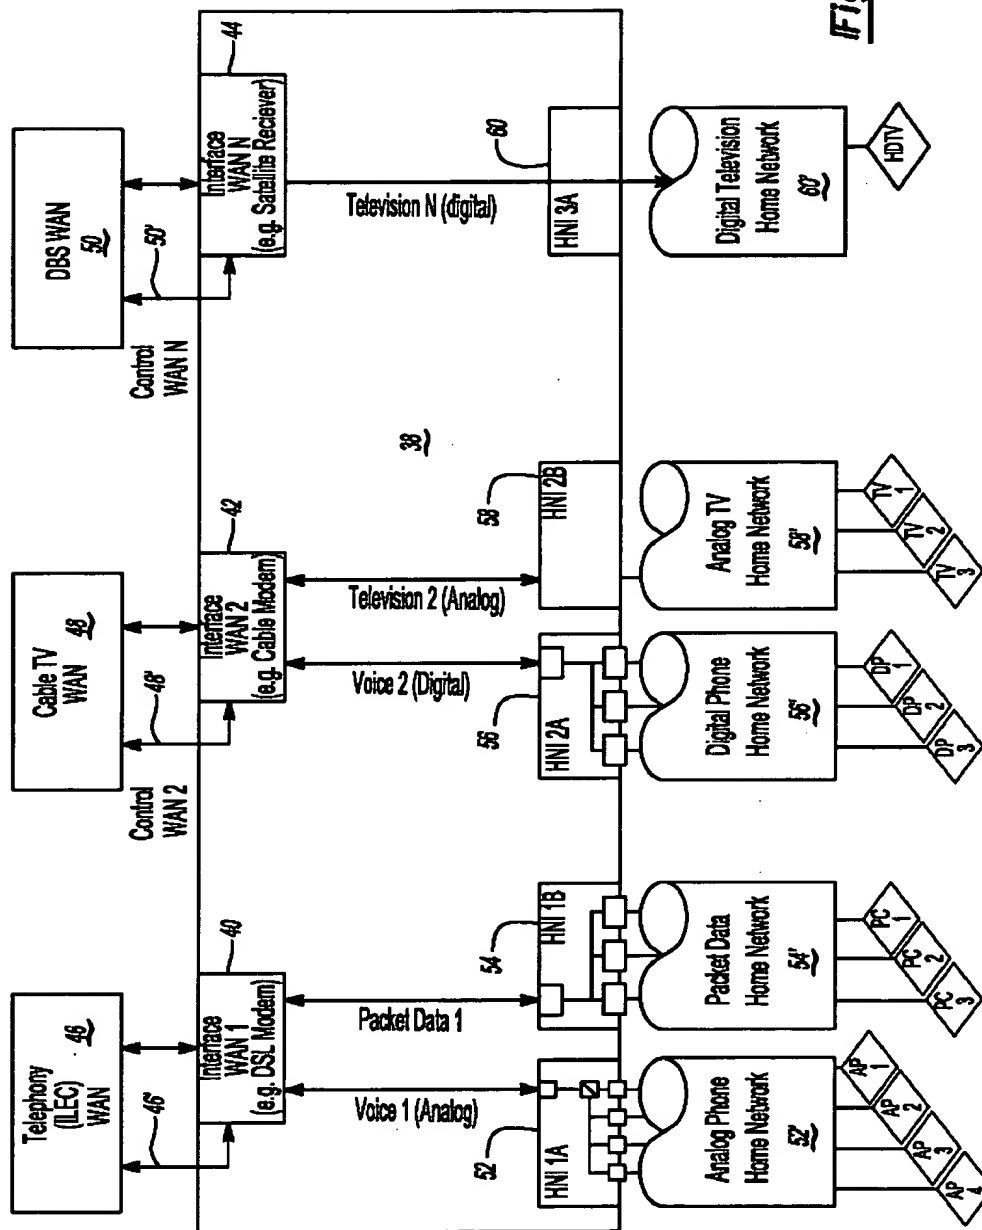 Telephony
(ILEC)
WAN
46
46'
Cable TV
WAN
48
48'
Control
WAN 2
DBS WAN
50
50'
Control
WAN N
Interface
WAN 1
(e.g. DSL Modem)
40
Interface
WAN 2
(e.g. Cable Modem)
42
Interface
WAN N
(e.g. Satellite Reciever)
44
Voice 1 (Analog)
Packet Data 1
Voice 2 (Digital)
Television 2 (Analog)
Television N (digital)
38
52
HNI 1A
54
HNI 1B
56
HNI 2A
58
HNI 2B
60
HNI 3A
Analog Phone
Home Network
52'
Packet Data
Home Network
54'
Digital Phone
Home Network
56'
Analog TV
Home Network
58'
Digital Television
Home Network
60'
AP
4
AP
3
AP
2
AP
1
PC
3
PC
2
PC
1
DP
3
DP
2
DP
1
TV
3
TV
2
TV
1
HDTV